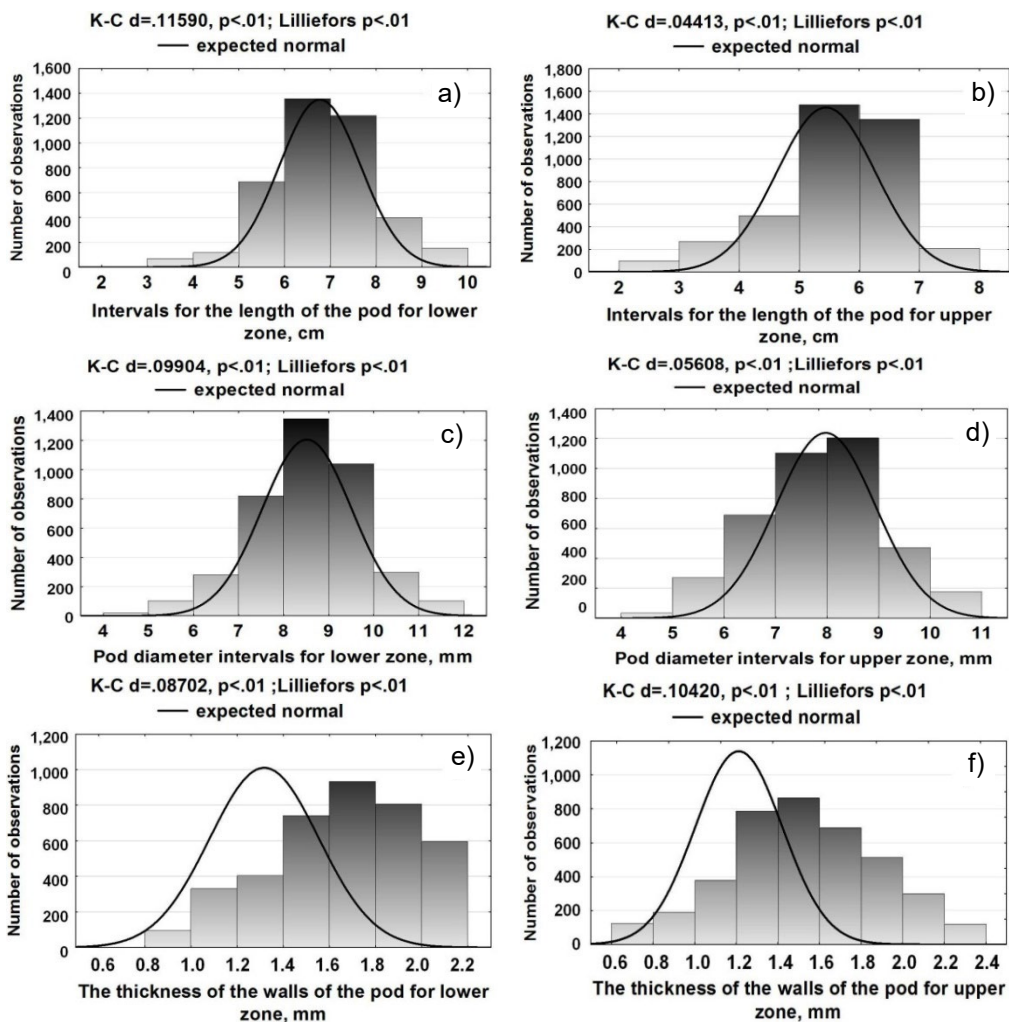 K-C d=.11590, p<.01; Lilliefors p<.01
expected normal
a)
Number of observations
1,600
1,400
1,200
1,000
800
600
400
200
0
2 3 4 5 6 7 8 9 10
Intervals for the length of the pod for lower
zone, cm
K-C d=.04413, p<.01; Lilliefors p<.01
expected normal
b)
Number of observations
1,800
1,600
1,400
1,200
1,000
800
600
400
200
0
2 3 4 5 6 7 8
Intervals for the length of the pod for upper
zone, cm
K-C d=.09904, p<.01; Lilliefors p<.01
expected normal
c)
Number of observations
1,400
1,200
1,000
800
600
400
200
0
4 5 6 7 8 9 10 11 12
Pod diameter intervals for lower zone, mm
K-C d=.05608, p<.01 ;Lilliefors p<.01
expected normal
d)
Number of observations
1,400
1,200
1,000
800
600
400
200
0
4 5 6 7 8 9 10 11
Pod diameter intervals for upper zone, mm
K-C d=.08702, p<.01 ;Lilliefors p<.01
expected normal
e)
Number of observations
1,200
1,000
800
600
400
200
0
0.6 0.8 1.0 1.2 1.4 1.6 1.8 2.0 2.2
The thickness of the walls of the pod for lower
zone, mm
K-C d=.10420, p<.01 ; Lilliefors p<.01
expected normal
f)
Number of observations
1,200
1,000
800
600
400
200
0
0.6 0.8 1.0 1.2 1.4 1.6 1.8 2.0 2.2 2.4
The thickness of the walls of the pod for upper
zone, mm